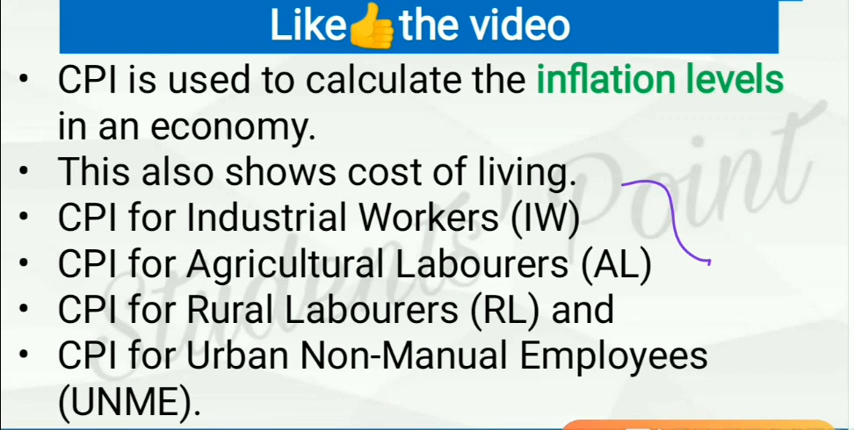 Like👍the video
• CPI is used to calculate the inflation levels
in an economy.
• This also shows cost of living.
• CPI for Industrial Workers (IW)
• CPI for Agricultural Labourers (AL)
• CPI for Rural Labourers (RL) and
• CPI for Urban Non-Manual Employees
(UNME).
Students' Point